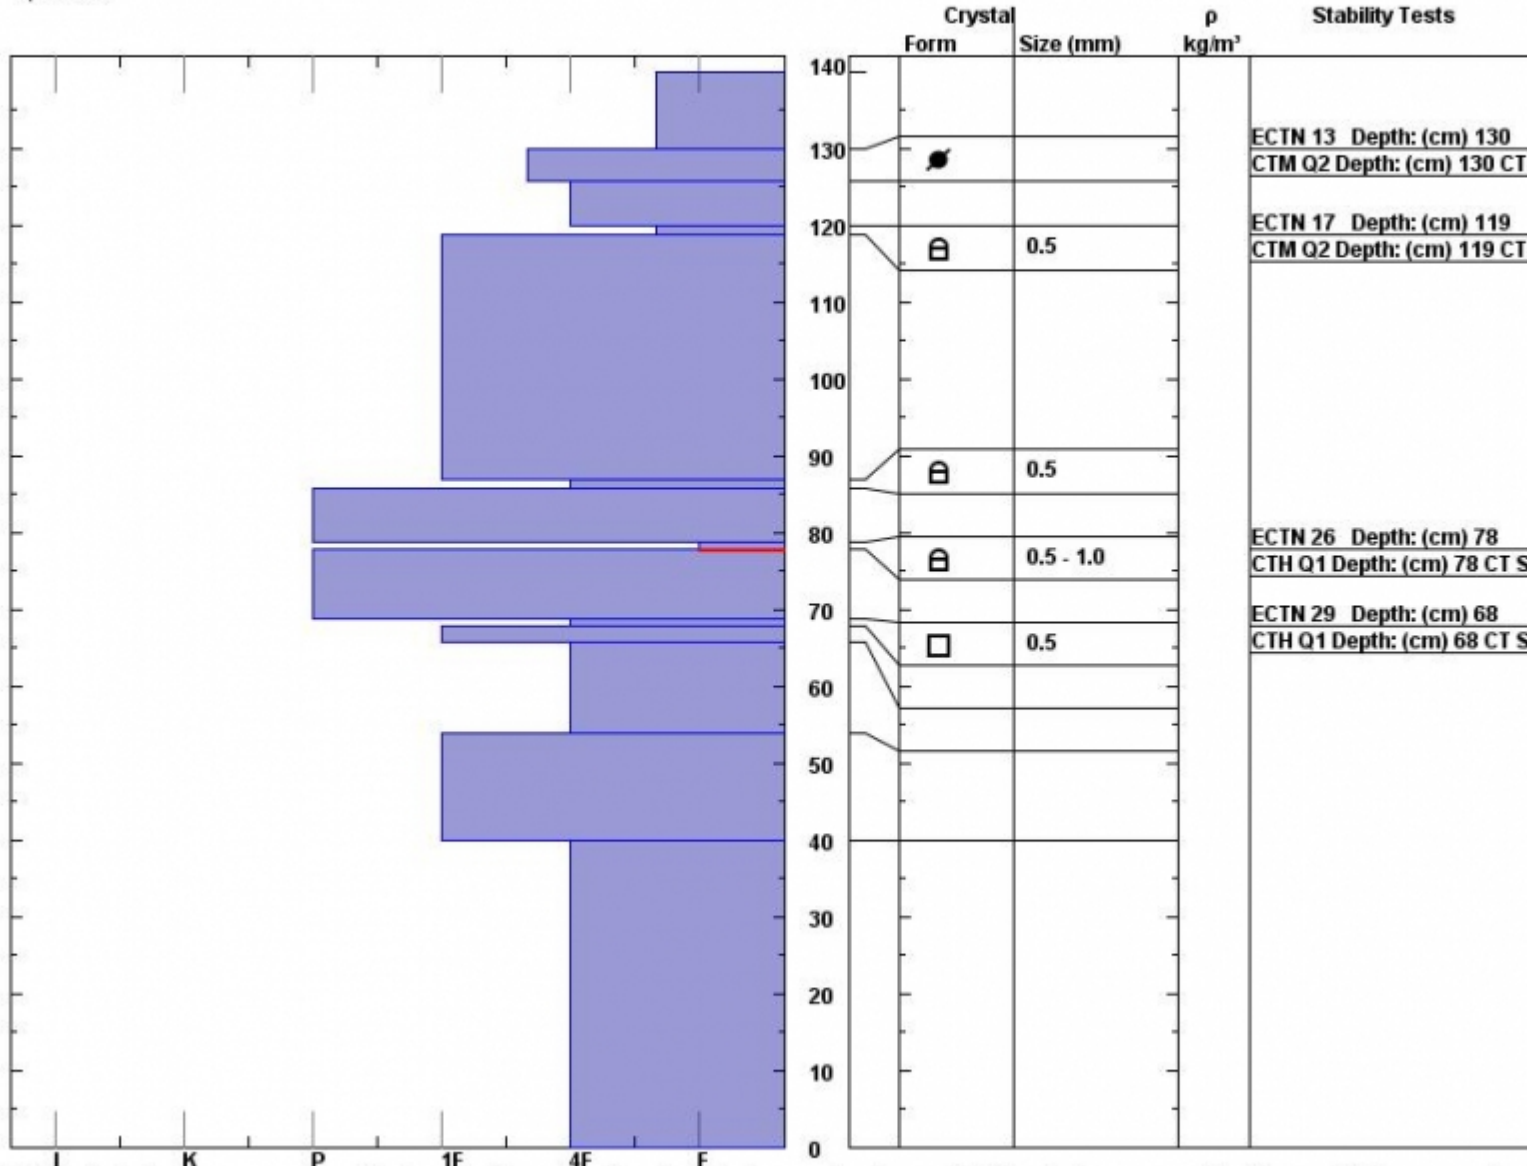 Crystal ρ Stability Tests
Form Size (mm) kg/m³
140
ECTN 13 Depth: (cm) 130
130
CTM Q2 Depth: (cm) 130 CT
ECTN 17 Depth: (cm) 119
120
0.5
CTM Q2 Depth: (cm) 119 CT
110
100
90
0.5
80
ECTN 26 Depth: (cm) 78
0.5 - 1.0
CTH Q1 Depth: (cm) 78 CT S
70
ECTN 29 Depth: (cm) 68
0.5
CTH Q1 Depth: (cm) 68 CT S
60
50
40
30
20
10
0
I K P 1F 4F F